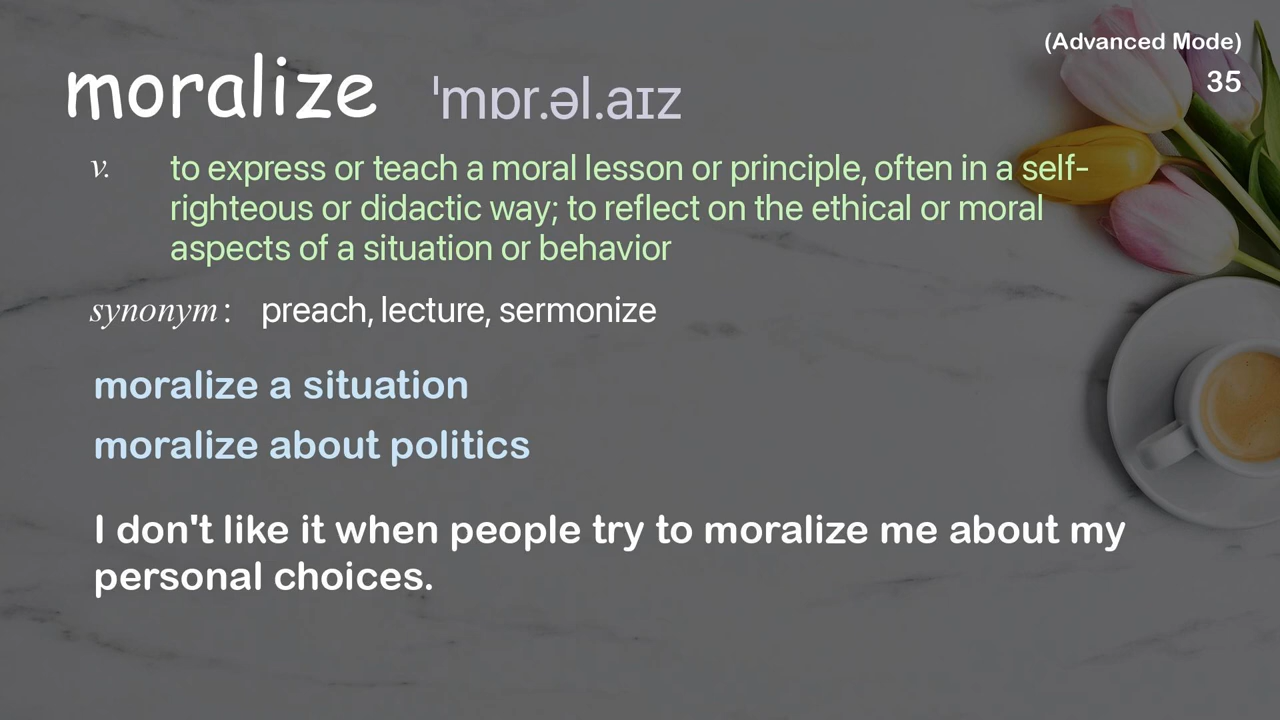 (Advanced Mode)
35
moralize ˈmɒr.əl.aɪz
v. to express or teach a moral lesson or principle, often in a self-
righteous or didactic way; to reflect on the ethical or moral
aspects of a situation or behavior
synonym: preach, lecture, sermonize
moralize a situation
moralize about politics
I don't like it when people try to moralize me about my
personal choices.